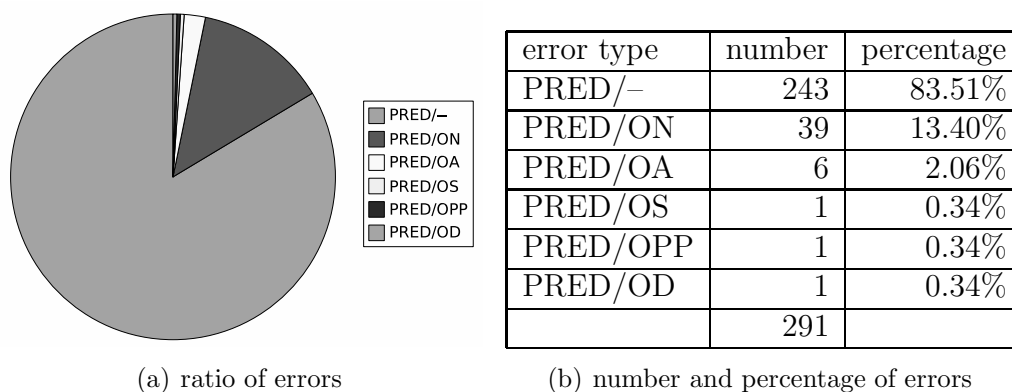 PRED/–
PRED/ON
PRED/OA
PRED/OS
PRED/OPP
PRED/OD
(a) ratio of errors
error type number percentage
PRED/– 243 83.51%
PRED/ON 39 13.40%
PRED/OA 6 2.06%
PRED/OS 1 0.34%
PRED/OPP 1 0.34%
PRED/OD 1 0.34%
291
(b) number and percentage of errors